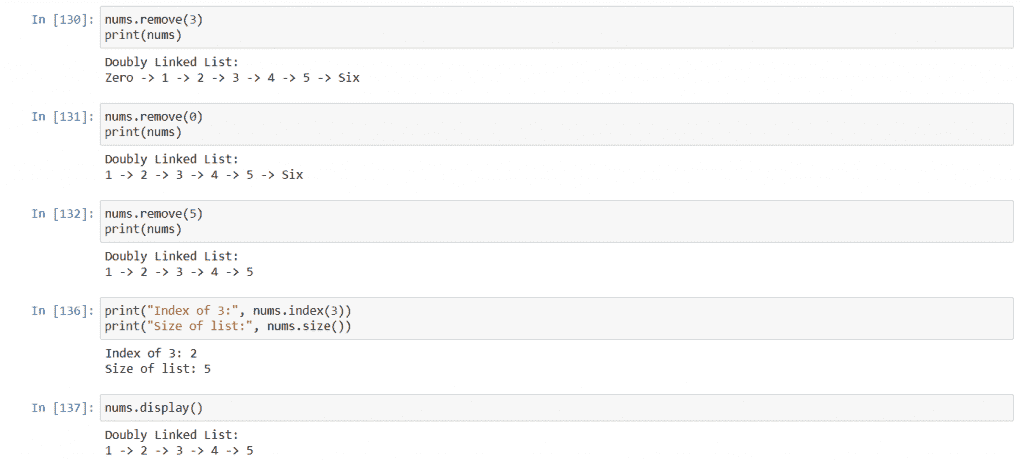 In [130]: nums.remove(3)
print(nums)
Doubly Linked List:
Zero -> 1 -> 2 -> 3 -> 4 -> 5 -> Six
In [131]: nums.remove(0)
print(nums)
Doubly Linked List:
1 -> 2 -> 3 -> 4 -> 5 -> Six
In [132]: nums.remove(5)
print(nums)
Doubly Linked List:
1 -> 2 -> 3 -> 4 -> 5
In [136]: print("Index of 3:", nums.index(3))
print("Size of list:", nums.size())
Index of 3: 2
Size of list: 5
In [137]: nums.display()
Doubly Linked List:
1 -> 2 -> 3 -> 4 -> 5